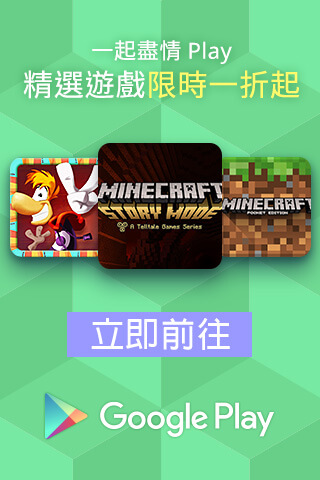 一起盡情 Play
精選遊戲限時一折起
MINECRAFT
STORY MODE
A Telltale Games Series
MINECRAFT
POCKET EDITION
立即前往
Google Play